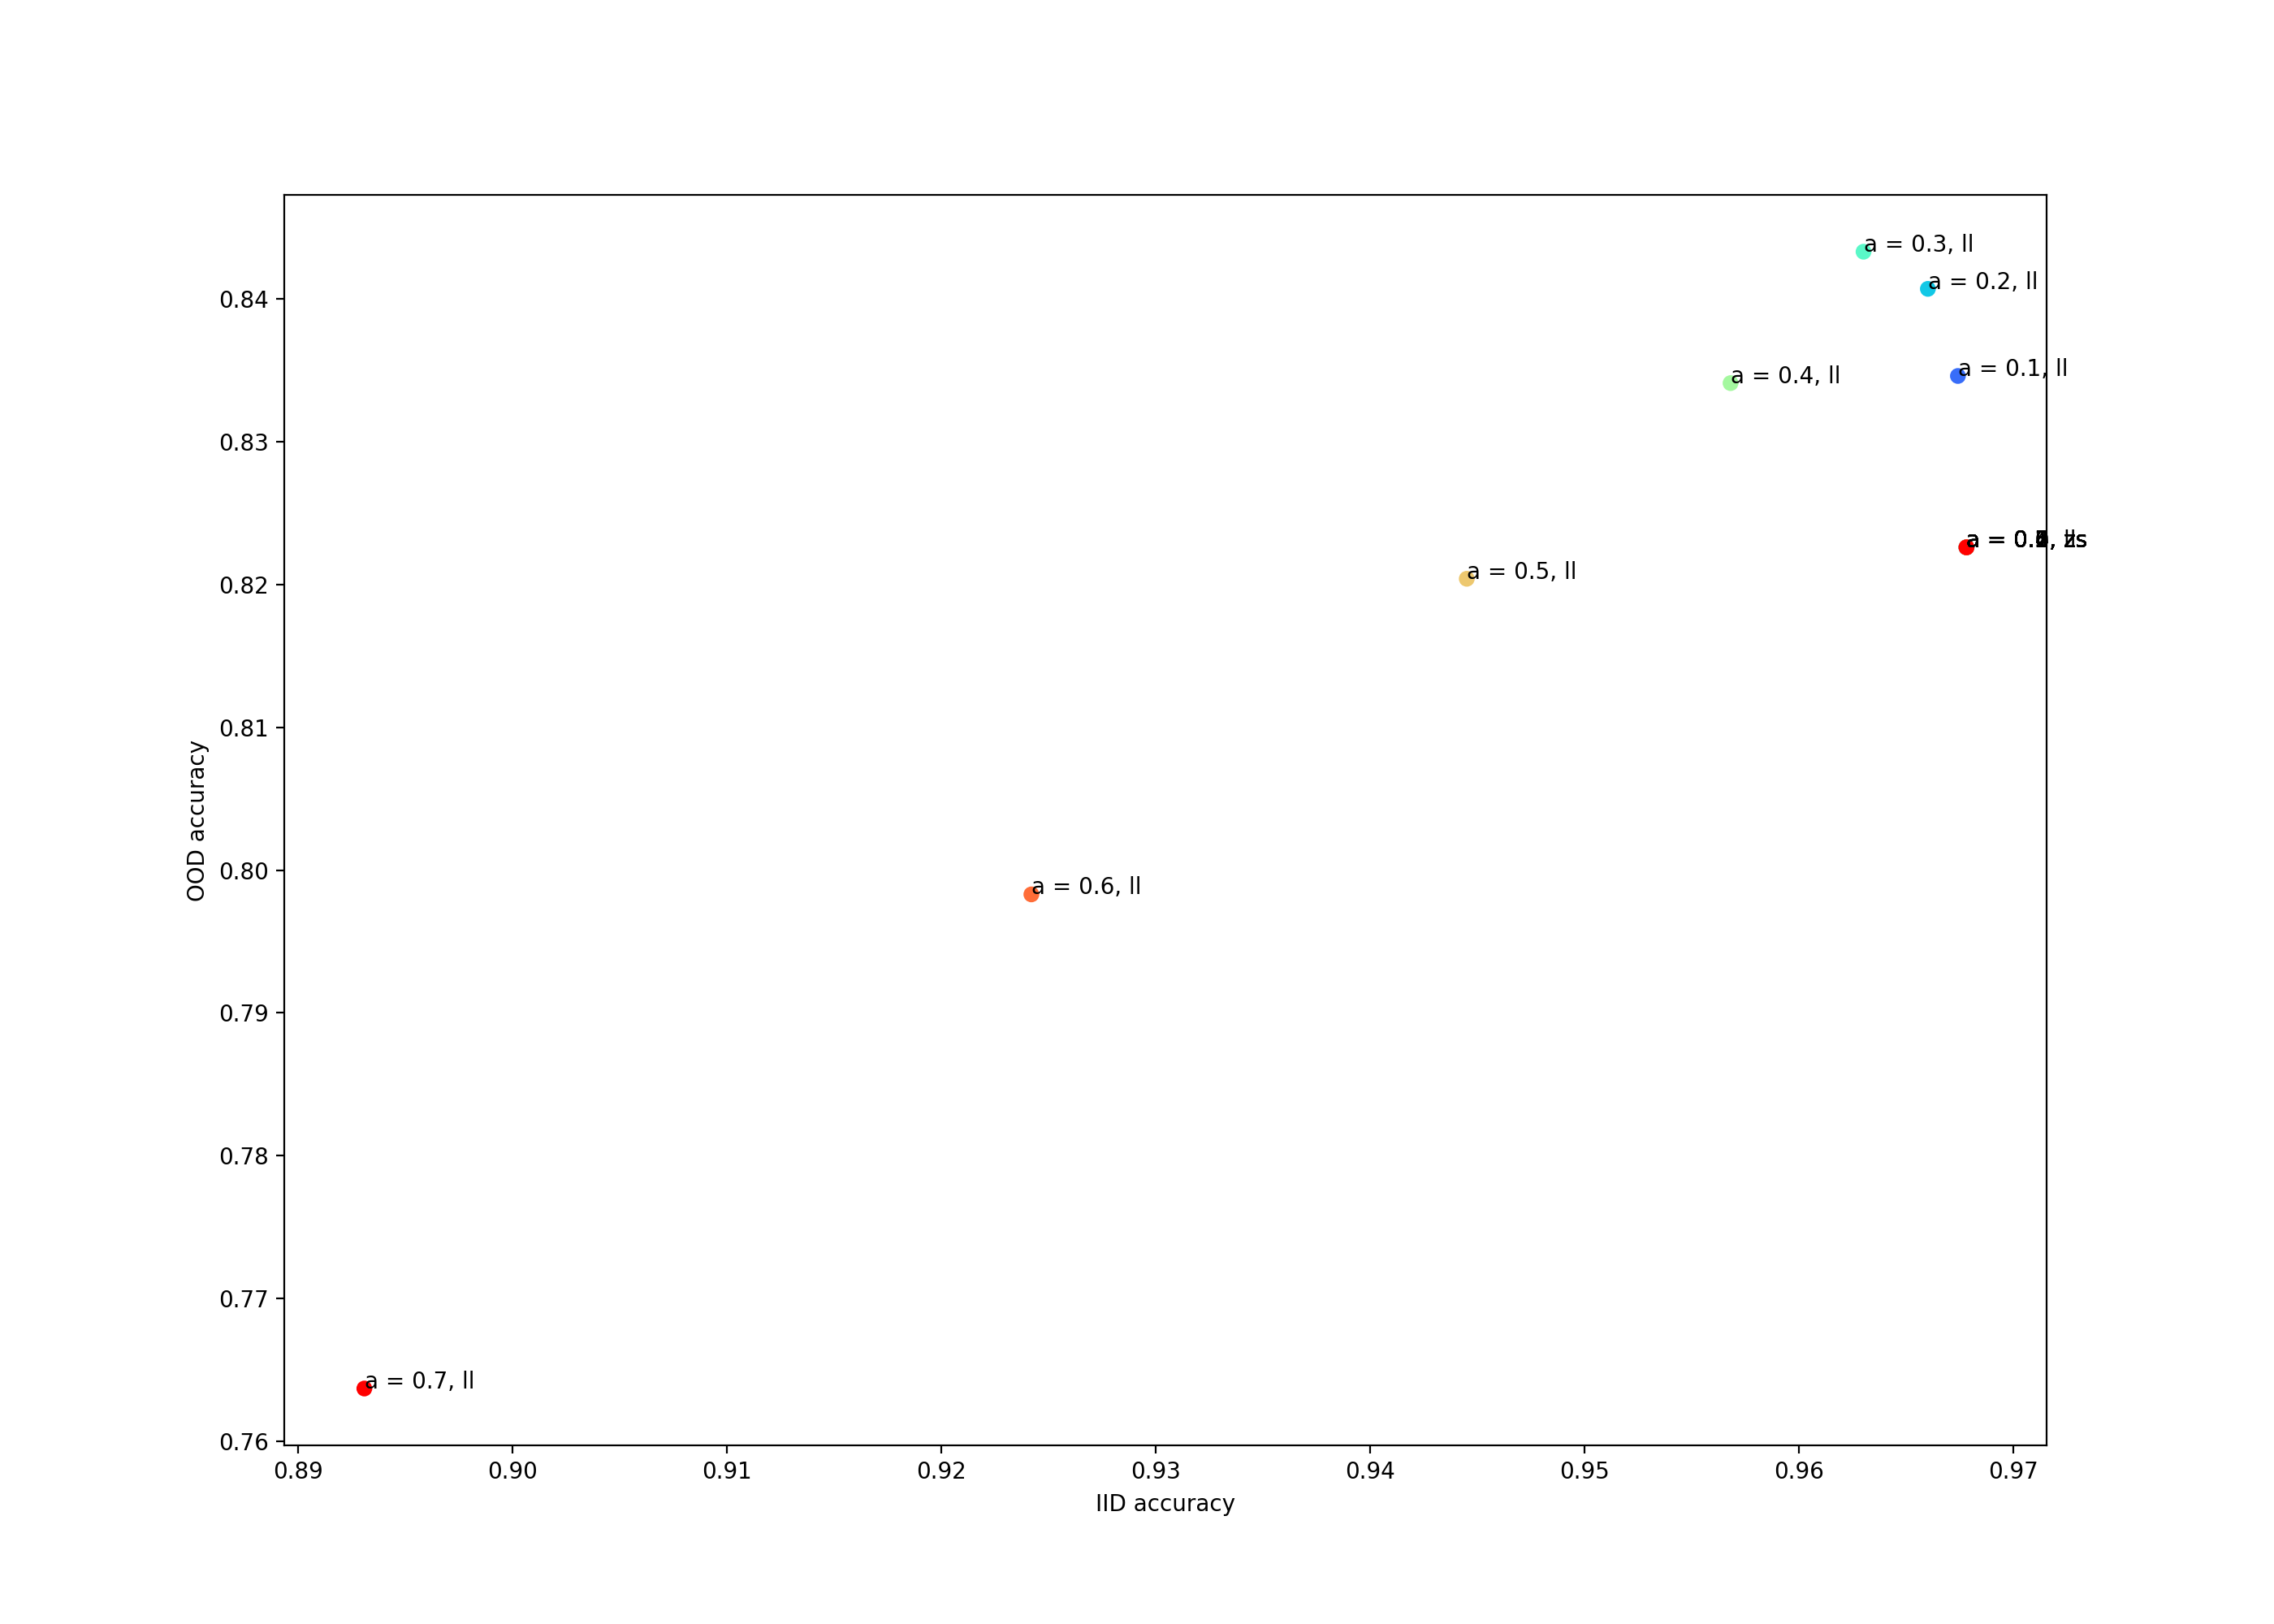 a = 0.3, ll
a = 0.2, ll
0.84
a = 0.1, ll
a = 0.4, ll
0.83
a = 0.5, ll
0.82
0.81
OOD accuracy
0.80
a = 0.6, ll
0.79
0.78
0.77
a = 0.7, ll
0.76
0.89 0.90 0.91 0.92 0.93 0.94 0.95 0.96 0.97
IID accuracy